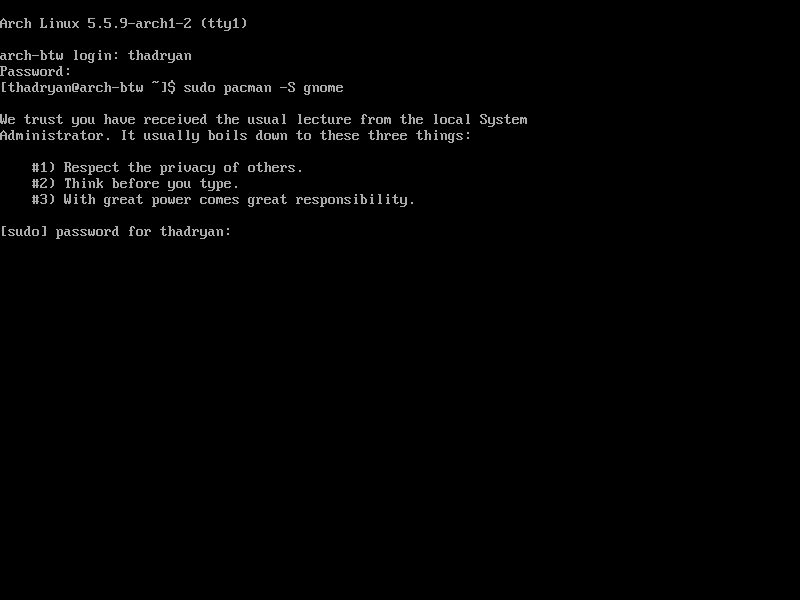 Arch Linux 5.5.9-arch1-2 (tty1)
arch-btw login: thadryan
Password:
[thadryan@arch-btw ~]$ sudo pacman -S gnome
We trust you have received the usual lecture from the local System
Administrator. It usually boils down to these three things:
#1) Respect the privacy of others.
#2) Think before you type.
#3) With great power comes great responsibility.
[sudo] password for thadryan: